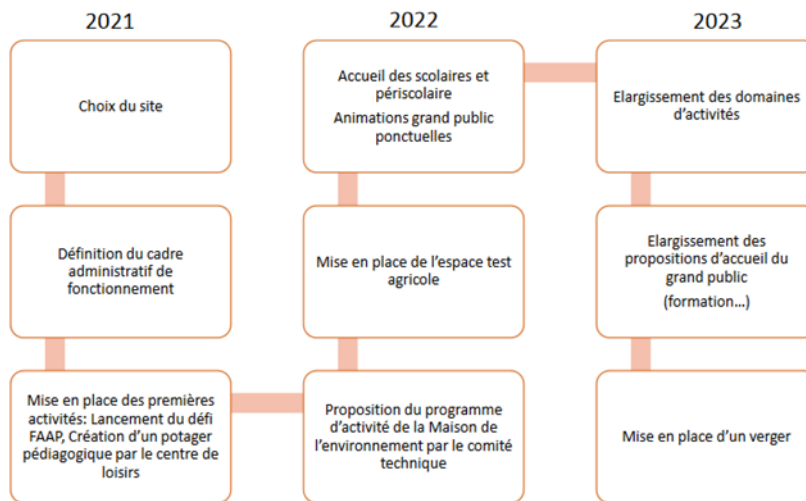 2021
Choix du site
Définition du cadre
administratif de
fonctionnement
Mise en place des premières
activités: Lancement du défi
FAAP, Création d'un potager
pédagogique par le centre de
loisirs
2022
Accueil des scolaires et
périscolaire
Animations grand public
ponctuelles
Mise en place de l'espace test
agricole
Proposition du programme
d'activité de la Maison de
l'environnement par le comité
technique
2023
Elargissement des domaines
d'activités
Elargissement des
propositions d'accueil du
grand public
(formation...)
Mise en place d'un verger